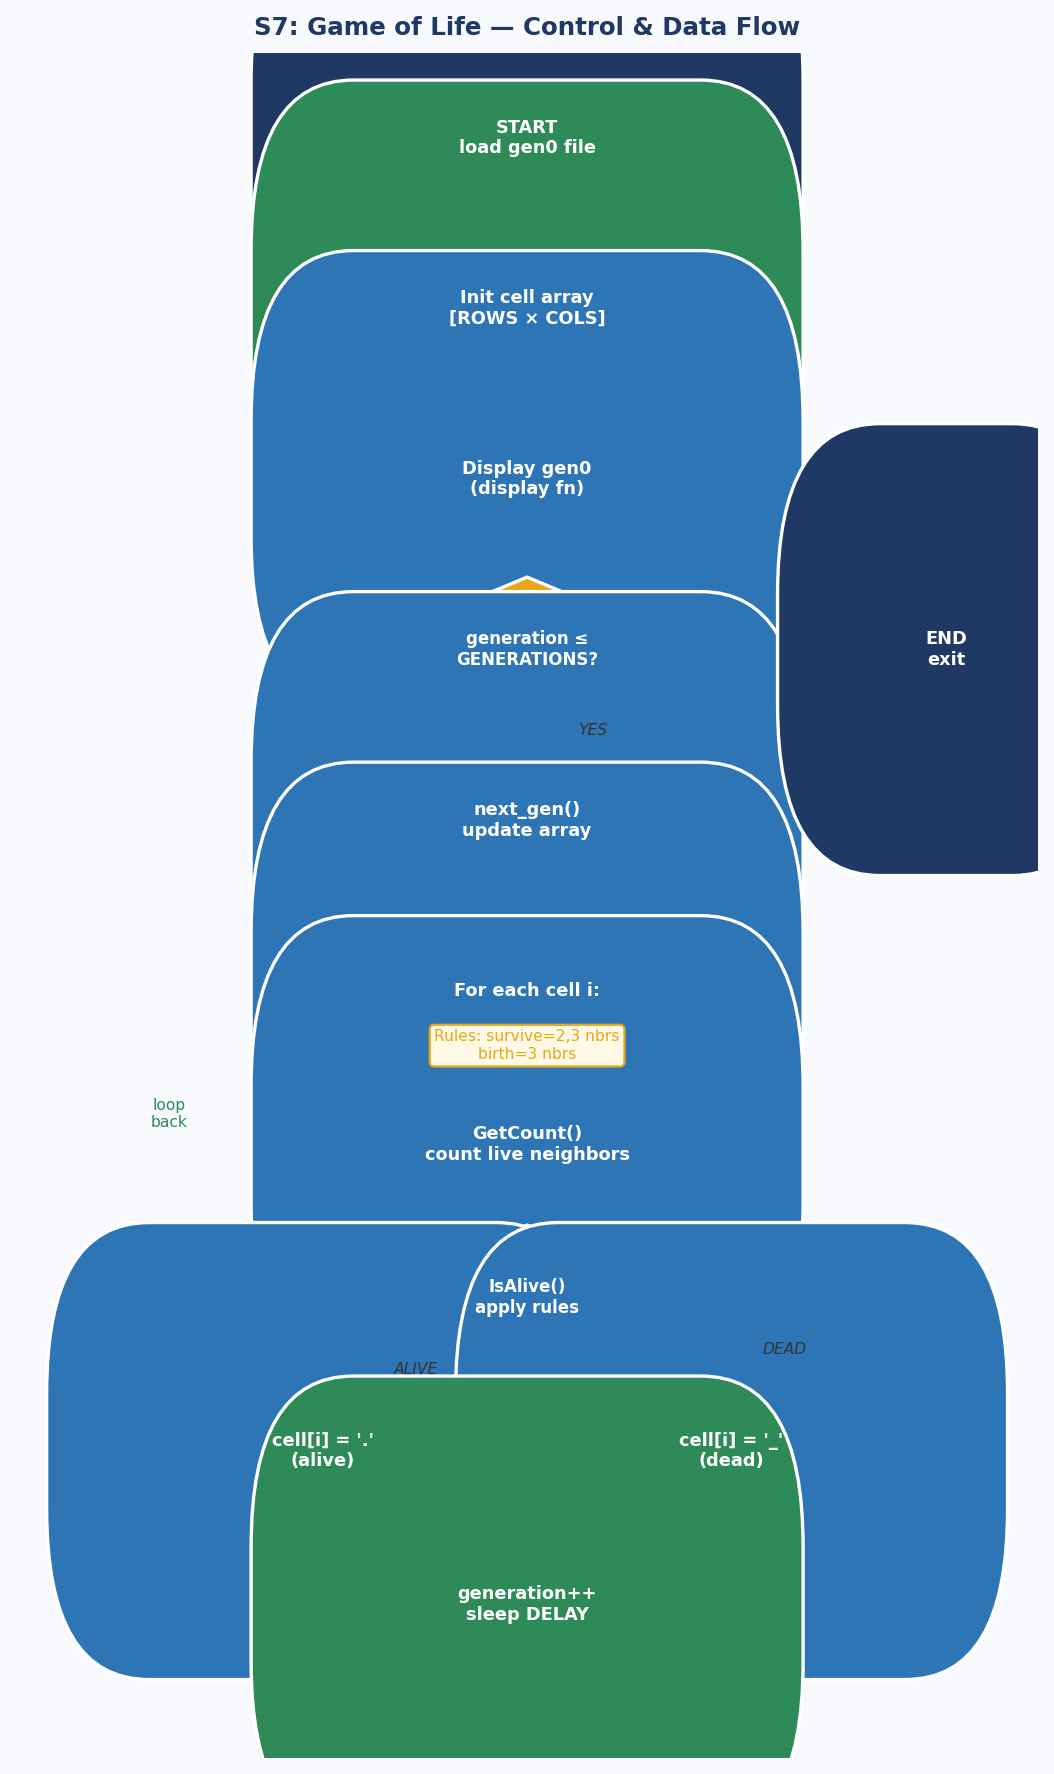 S7: Game of Life — Control & Data Flow
START
load gen0 file
Init cell array
[ROWS × COLS]
Display gen0
(display fn)
generation ≤
GENERATIONS?
END
exit
YES
next_gen()
update array
For each cell i:
Rules: survive=2,3 nbrs
birth=3 nbrs
loop
back
GetCount()
count live neighbors
IsAlive()
apply rules
DEAD
ALIVE
cell[i] = '.'
(alive)
cell[i] = '_'
(dead)
generation++
sleep DELAY